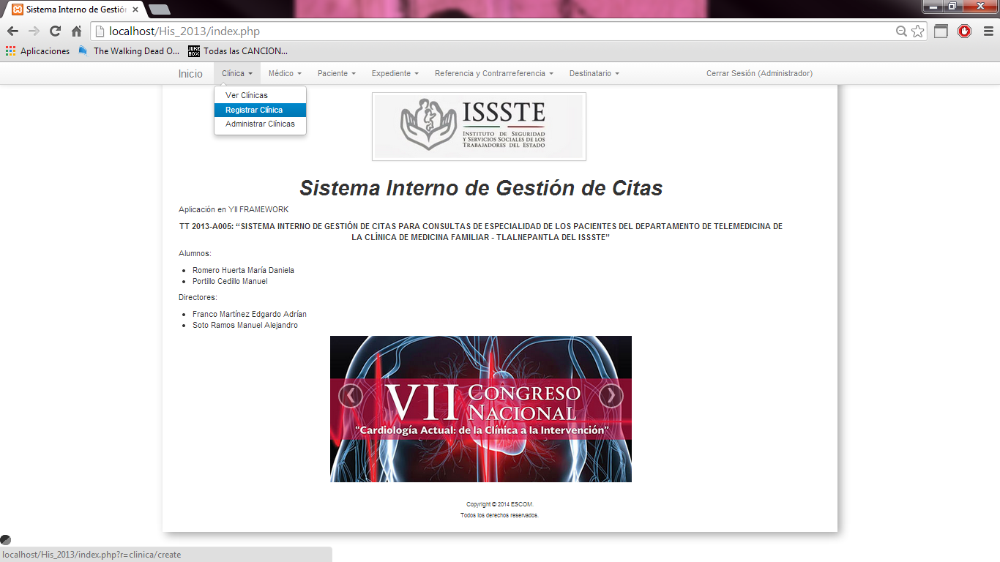 Sistema Interno de Gestió
localhost/His_2013/index.php
Aplicaciones
The Walking Dead O...
JUKE BOX
Todas las CANCION...
Inicio
Clínica
Médico
Paciente
Expediente
Referencia y Contrarreferencia
Destinatario
Cerrar Sesión (Administrador)
Ver Clínicas
Registrar Clínica
Administrar Clínicas
ISSSTE
INSTITUTO DE SEGURIDAD
Y SERVICIOS SOCIALES DE LOS
TRABAJADORES DEL ESTADO
Sistema Interno de Gestión de Citas
Aplicación en YII FRAMEWORK
TT 2013-A005: “SISTEMA INTERNO DE GESTIÓN DE CITAS PARA CONSULTAS DE ESPECIALIDAD DE LOS PACIENTES DEL DEPARTAMENTO DE TELEMEDICINA DE
LA CLÍNICA DE MEDICINA FAMILIAR - TLALNEPANTLA DEL ISSSTE”
Alumnos:
Romero Huerta María Daniela
Portillo Cedillo Manuel
Directores:
Franco Martínez Edgardo Adrían
Soto Ramos Manuel Alejandro
VII CONGRESO
NACIONAL
“Cardiología Actual: de la Clínica a la Intervención”
Copyright © 2014 ESCOM.
Todos los derechos reservados.
localhost/His_2013/index.php?r=clinica/create